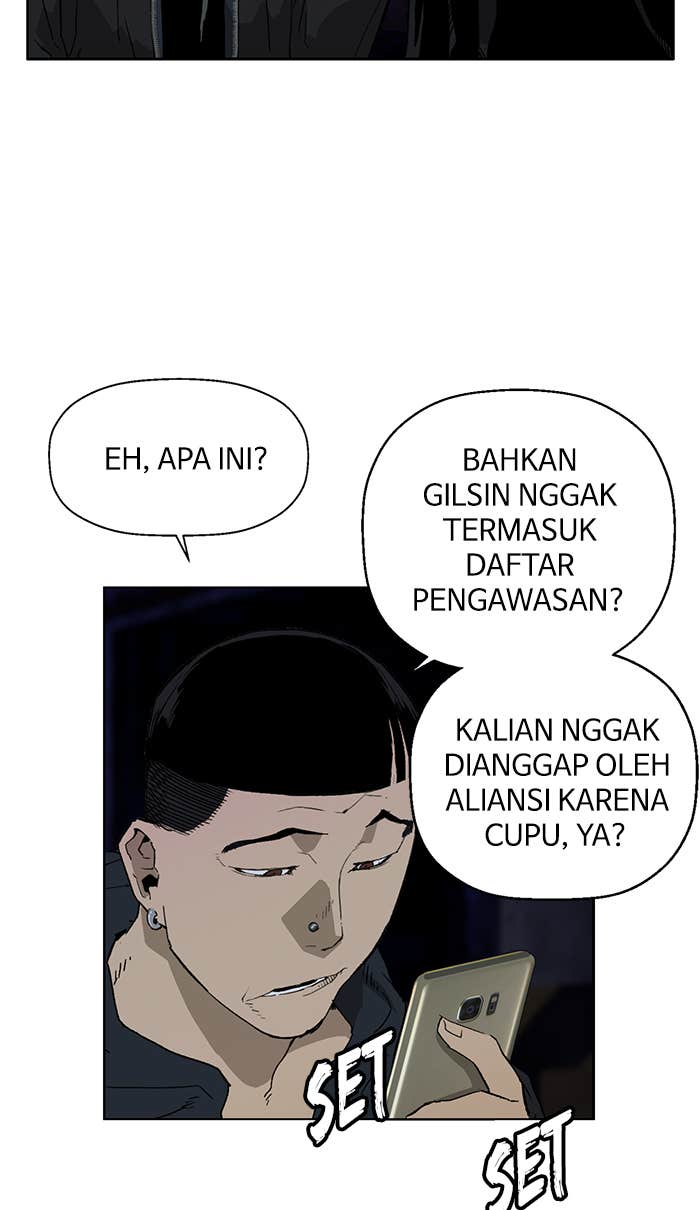 EH, APA INI?
BAHKAN
GILSIN NGGAK
TERMASUK
DAFTAR
PENGAWASAN?
KALIAN NGGAK
DIANGGAP OLEH
ALIANSI KARENA
CUPU, YA?
SET
SET